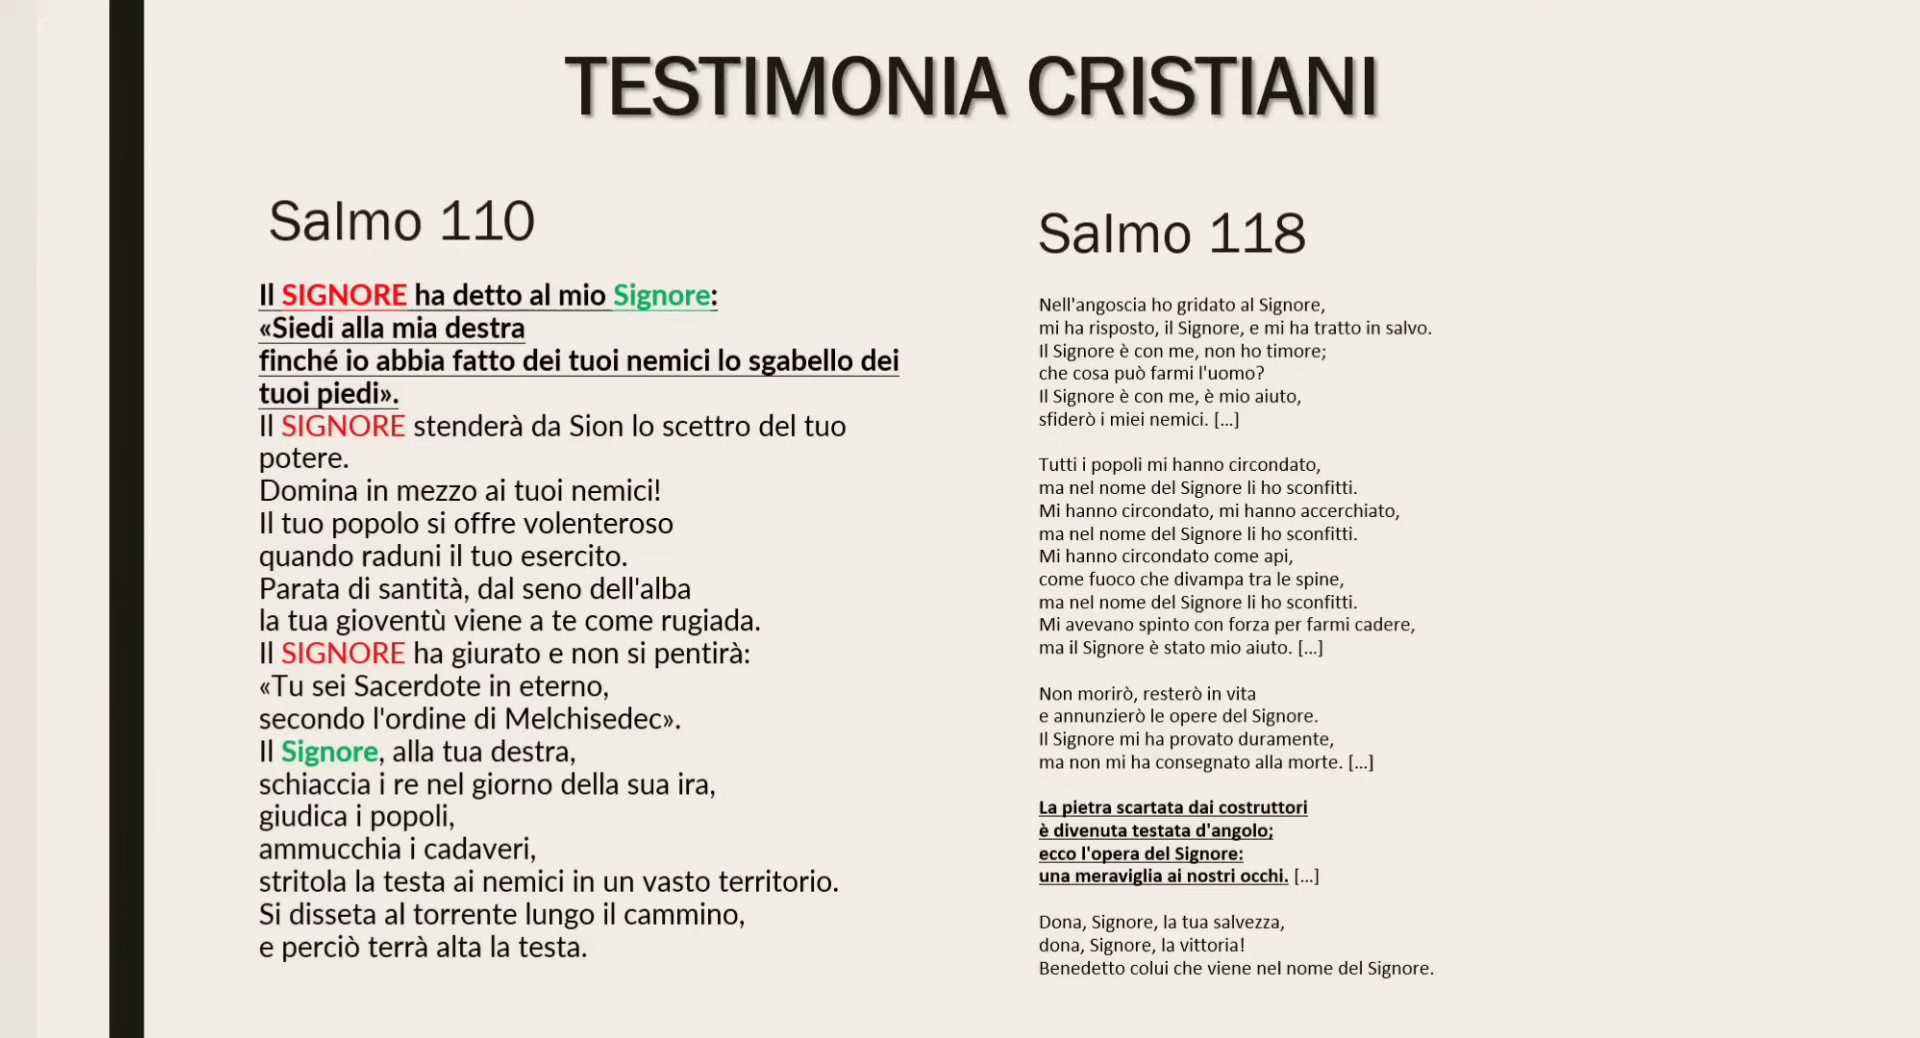 TESTIMONIA CRISTIANI
Salmo 110
Il SIGNORE ha detto al mio Signore:
«Siedi alla mia destra
finché io abbia fatto dei tuoi nemici lo sgabello dei
tuoi piedi».
Il SIGNORE stenderà da Sion lo scettro del tuo
potere.
Domina in mezzo ai tuoi nemici!
Il tuo popolo si offre volenteroso
quando raduni il tuo esercito.
Parata di santità, dal seno dell'alba
la tua gioventù viene a te come rugiada.
Il SIGNORE ha giurato e non si pentirà:
«Tu sei Sacerdote in eterno,
secondo l'ordine di Melchisedec».
Il Signore, alla tua destra,
schiaccia i re nel giorno della sua ira,
giudica i popoli,
ammucchia i cadaveri,
stritola la testa ai nemici in un vasto territorio.
Si disseta al torrente lungo il cammino,
e perciò terrà alta la testa.
Salmo 118
Nell'angoscia ho gridato al Signore,
mi ha risposto, il Signore, e mi ha tratto in salvo.
Il Signore è con me, non ho timore;
che cosa può farmi l'uomo?
Il Signore è con me, è mio aiuto,
sfiderò i miei nemici. [...]
Tutti i popoli mi hanno circondato,
ma nel nome del Signore li ho sconfitti.
Mi hanno circondato, mi hanno accerchiato,
ma nel nome del Signore li ho sconfitti.
Mi hanno circondato come api,
come fuoco che divampa tra le spine,
ma nel nome del Signore li ho sconfitti.
Mi avevano spinto con forza per farmi cadere,
ma il Signore è stato mio aiuto. [...]
Non morirò, resterò in vita
e annunzierò le opere del Signore.
Il Signore mi ha provato duramente,
ma non mi ha consegnato alla morte. [...]
La pietra scartata dai costruttori
è divenuta testata d'angolo;
ecco l'opera del Signore:
una meraviglia ai nostri occhi. [...]
Dona, Signore, la tua salvezza,
dona, Signore, la vittoria!
Benedetto colui che viene nel nome del Signore.